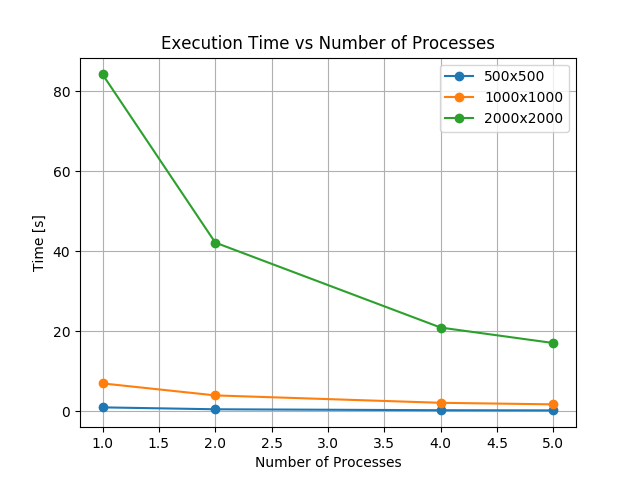 Execution Time vs Number of Processes
500x500
1000x1000
2000x2000
80
60
40
20
0
Time [s]
1.0 1.5 2.0 2.5 3.0 3.5 4.0 4.5 5.0
Number of Processes